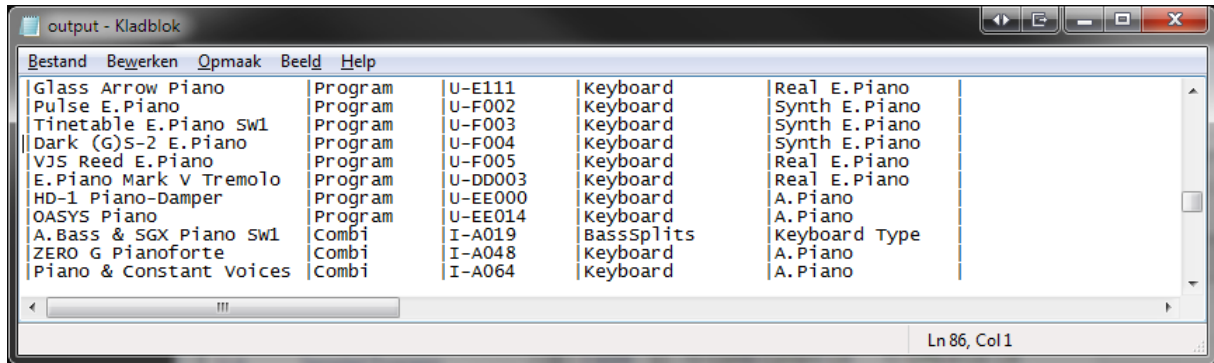 output - Kladblok
Bestand Bewerken Opmaak Beeld Help
|Glass Arrow Piano |Program |U-E111 |Keyboard |Real E.Piano |
|Pulse E.Piano |Program |U-F002 |Keyboard |Synth E.Piano |
|Tinetable E.Piano SW1 |Program |U-F003 |Keyboard |Synth E.Piano |
|Dark (G)S-2 E.Piano |Program |U-F004 |Keyboard |Synth E.Piano |
|VJS Reed E.Piano |Program |U-F005 |Keyboard |Real E.Piano |
|E.Piano Mark V Tremolo |Program |U-DD003 |Keyboard |Real E.Piano |
|HD-1 Piano-Damper |Program |U-EE000 |Keyboard |A.Piano |
|OASYS Piano |Program |U-EE014 |Keyboard |A.Piano |
|A.Bass & SGX Piano SW1 |Combi |I-A019 |BassSplits |Keyboard Type |
|ZERO G Pianoforte |Combi |I-A048 |Keyboard |A.Piano |
|Piano & Constant Voices |Combi |I-A064 |Keyboard |A.Piano |
Ln 86, Col 1